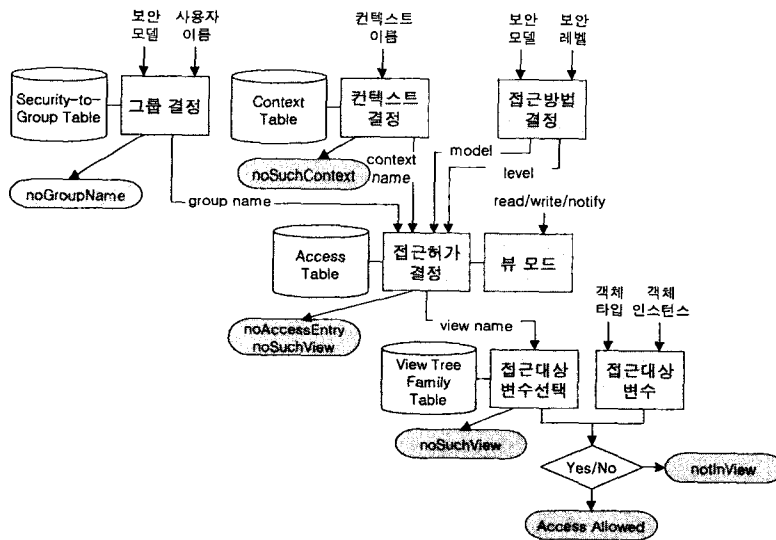 보안
모델
사용자
이름
컨텍스트
이름
보안
모델
보안
레벨
Security-to-
Group Table
그룹 결정
Context
Table
컨텍스트
결정
접근방법
결정
noGroupName
noSuchContext
context
name
model
level
group name
read/write/notify
Access
Table
접근허가
결정
뷰 모드
noAccessEntry
noSuchView
view name
객체
타입
객체
인스턴스
View Tree
Family
Table
접근대상
변수선택
접근대상
변수
noSuchView
Yes/No
notInView
Access Allowed